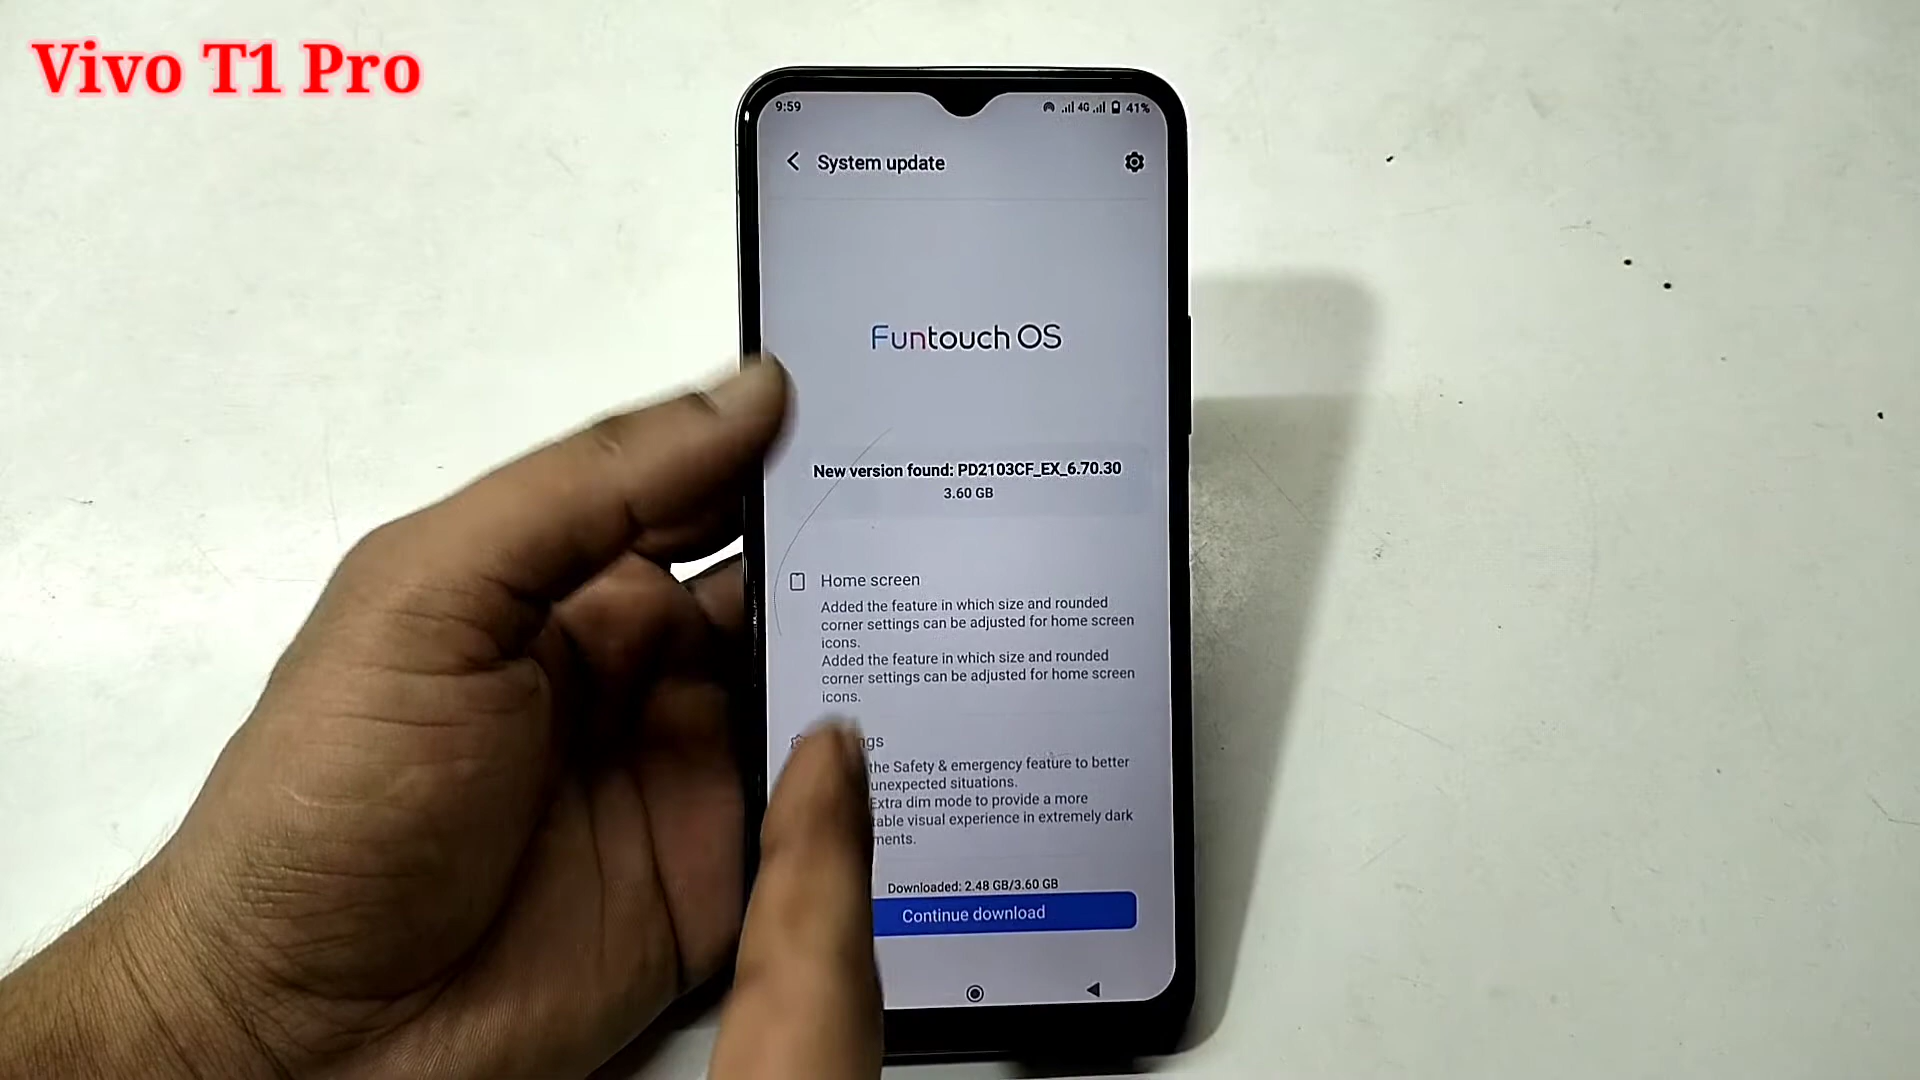 Vivo T1 Pro
9:59
4G 41%
System update
Funtouch OS
New version found: PD2103CF_EX_6.70.30
3.60 GB
Home screen
Added the feature in which size and rounded
corner settings can be adjusted for home screen
icons.
Added the feature in which size and rounded
corner settings can be adjusted for home screen
icons.
the Safety & emergency feature to better
unexpected situations.
Extra dim mode to provide a more
visual experience in extremely dark
Downloaded: 2.48 GB/3.60 GB
Continue download